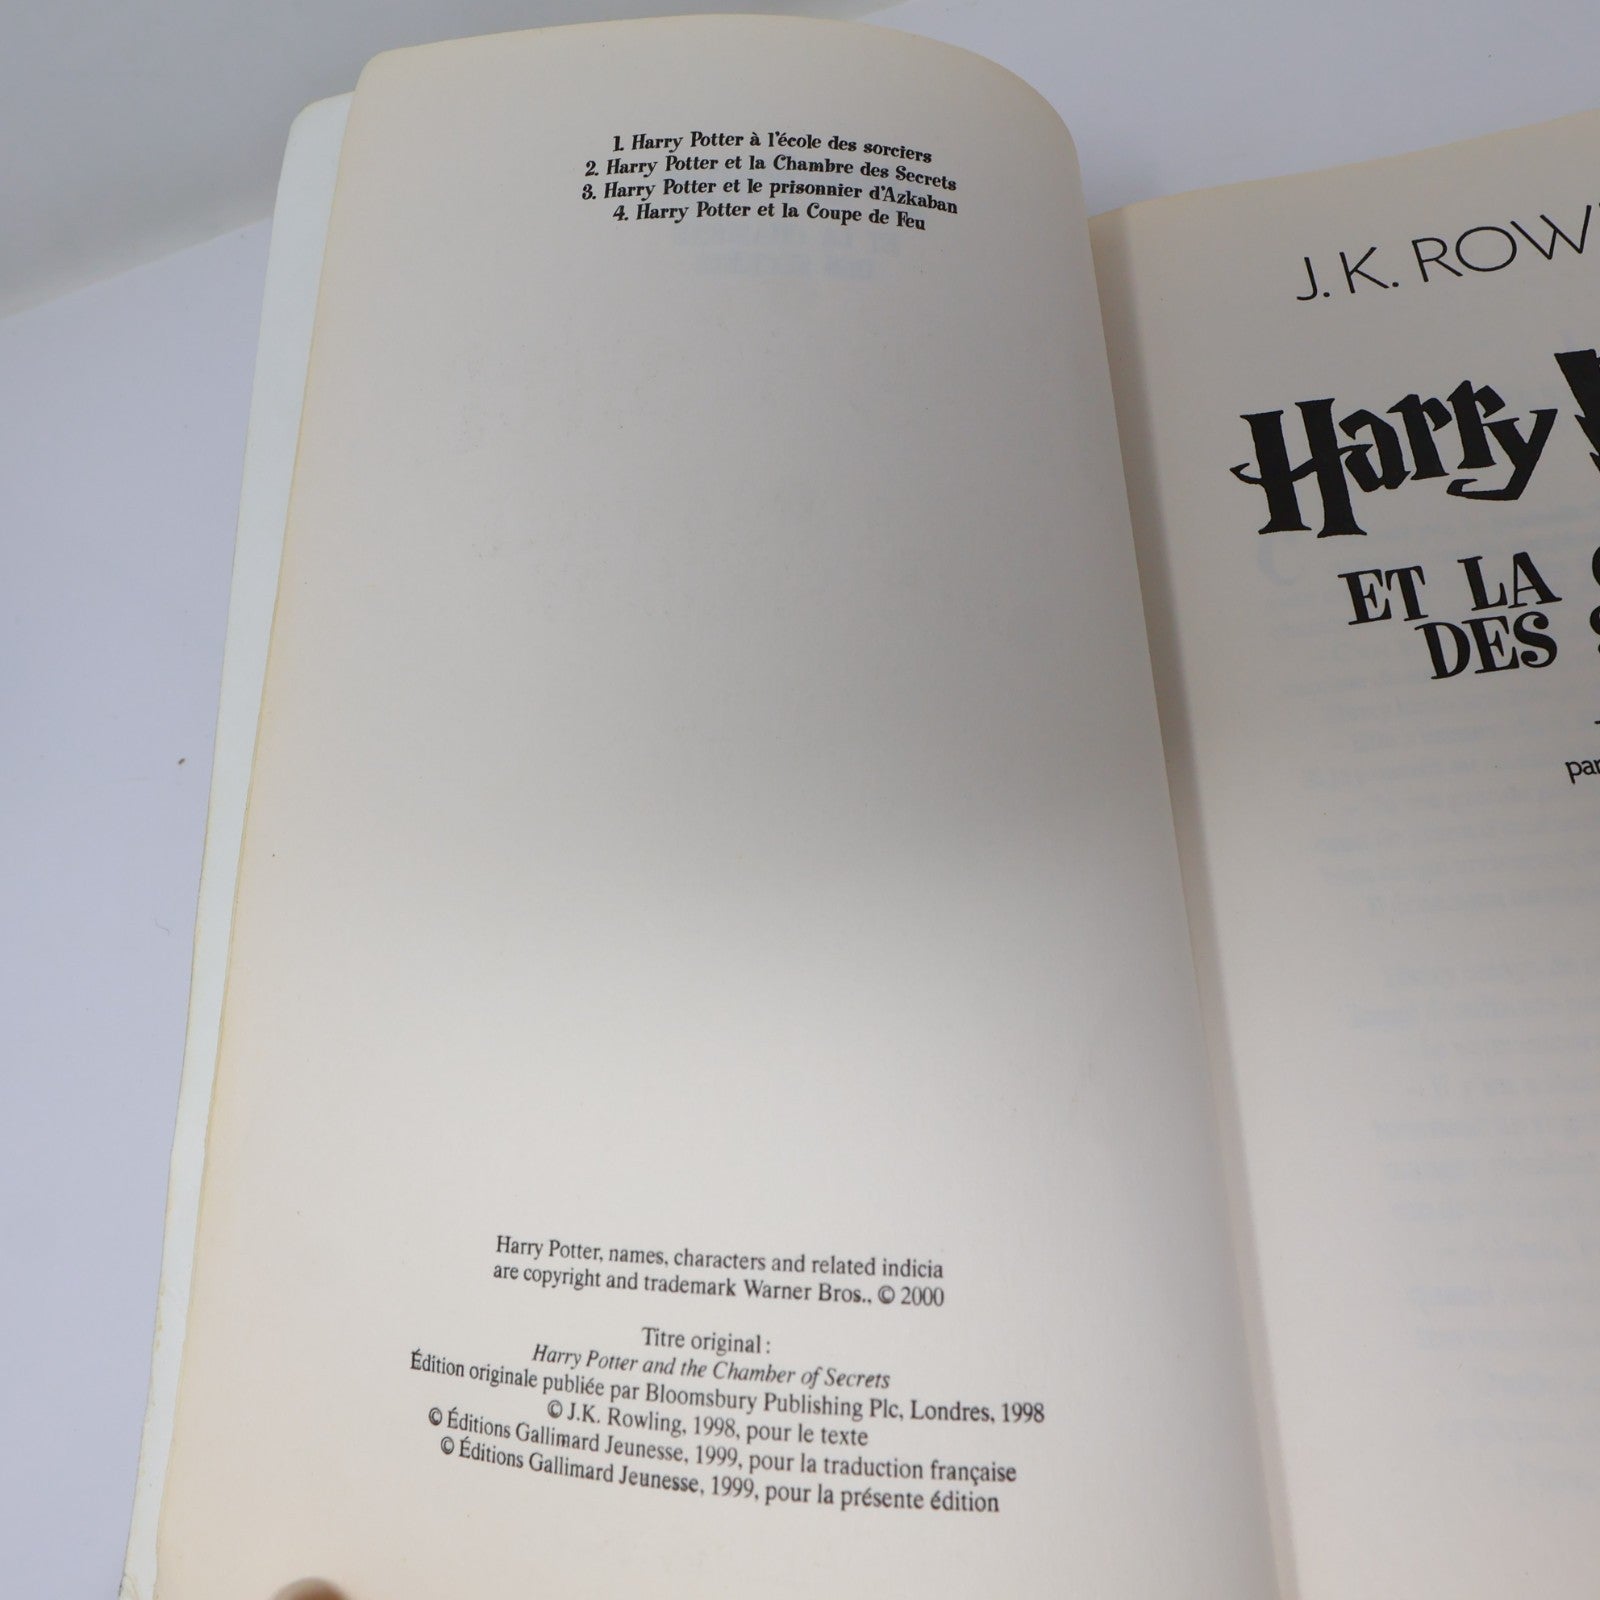 1. Harry Potter à l'école des sorciers
2. Harry Potter et la Chambre des Secrets
3. Harry Potter et le prisonnier d'Azkaban
4. Harry Potter et la Coupe de Feu
Harry Potter, names, characters and related indicia
are copyright and trademark Warner Bros., © 2000
Titre original :
Harry Potter and the Chamber of Secrets
Édition originale publiée par Bloomsbury Publishing Plc, Londres, 1998
© J.K. Rowling, 1998, pour le texte
© Éditions Gallimard Jeunesse, 1999, pour la traduction française
© Éditions Gallimard Jeunesse, 1999, pour la présente édition
J. K. ROW
Harry
ET LA
DES